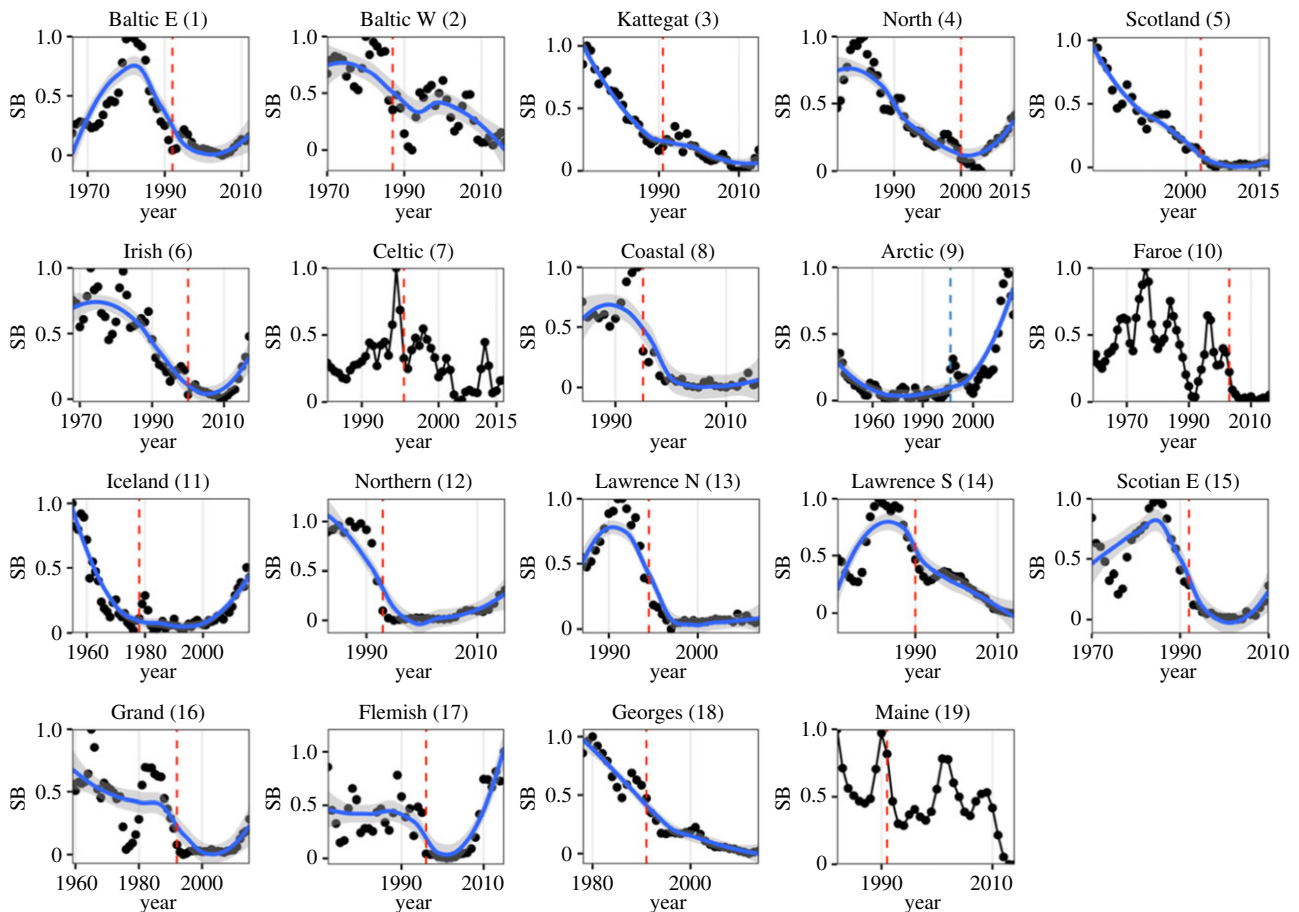 Baltic E (1)
1.0
0.5
0
SB
1970
1990
2010
year
Baltic W (2)
1.0
0.5
0
SB
1970
1990
2010
year
Kattegat (3)
1.0
0.5
0
SB
1990
2010
year
North (4)
1.0
0.5
0
SB
1990
2000
2015
year
Scotland (5)
1.0
0.5
0
SB
2000
2015
year
Irish (6)
1.0
0.5
0
SB
1970
1990
2010
year
Celtic (7)
1.0
0.5
0
SB
1990
2000
2015
year
Coastal (8)
1.0
0.5
0
SB
1990
2010
year
Arctic (9)
1.0
0.5
0
SB
1960
1980
2000
year
Faroe (10)
1.0
0.5
0
SB
1970
1990
2010
year
Iceland (11)
1.0
0.5
0
SB
1960
1980
2000
year
Northern (12)
1.0
0.5
0
SB
1990
2010
year
Lawrence N (13)
1.0
0.5
0
SB
1990
2000
year
Lawrence S (14)
1.0
0.5
0
SB
1990
2010
year
Scotian E (15)
1.0
0.5
0
SB
1970
1990
2010
year
Grand (16)
1.0
0.5
0
SB
1960
1980
2000
year
Flemish (17)
1.0
0.5
0
SB
1990
2010
year
Georges (18)
1.0
0.5
0
SB
1980
2000
year
Maine (19)
1.0
0.5
0
SB
1990
2010
year